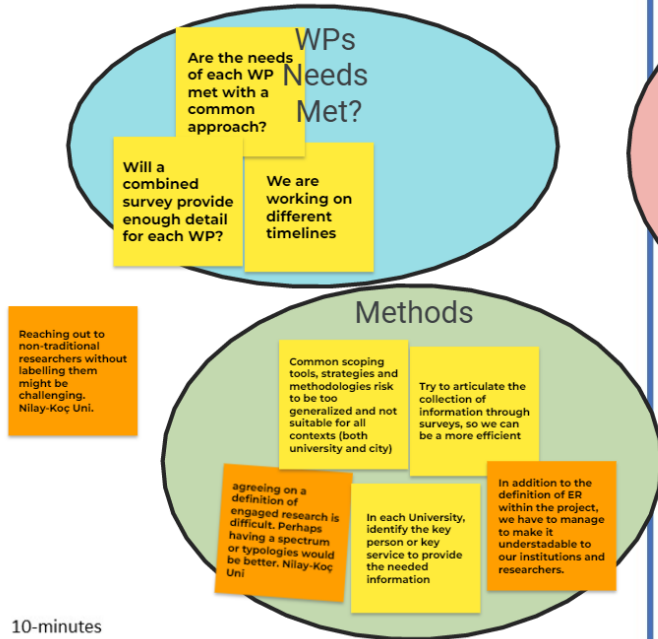 WPs
Needs
Met?
Are the needs
of each WP
met with a
common
approach?
Will a
combined
survey provide
enough detail
for each WP?
We are
working on
different
timelines
Reaching out to
non-traditional
researchers without
labelling them
might be
challenging.
Nilay-Koç Uni.
Methods
Common scoping
tools, strategies and
methodologies risk
to be too
generalized and not
suitable for all
contexts (both
university and city)
Try to articulate the
collection of
information through
surveys, so we can
be a more efficient
agreeing on a
definition of
engaged research is
difficult. Perhaps
having a spectrum
or typologies would
be better. Nilay-Koç
Uni
In each University,
identify the key
person or key
service to provide
the needed
information
In addition to the
definition of ER
within the project,
we have to manage
to make it
understadable to
our institutions and
researchers.
10-minutes